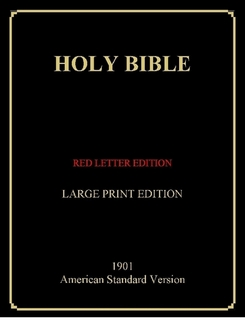 HOLY BIBLE
RED LETTER EDITION
LARGE PRINT EDITION
1901
American Standard Version